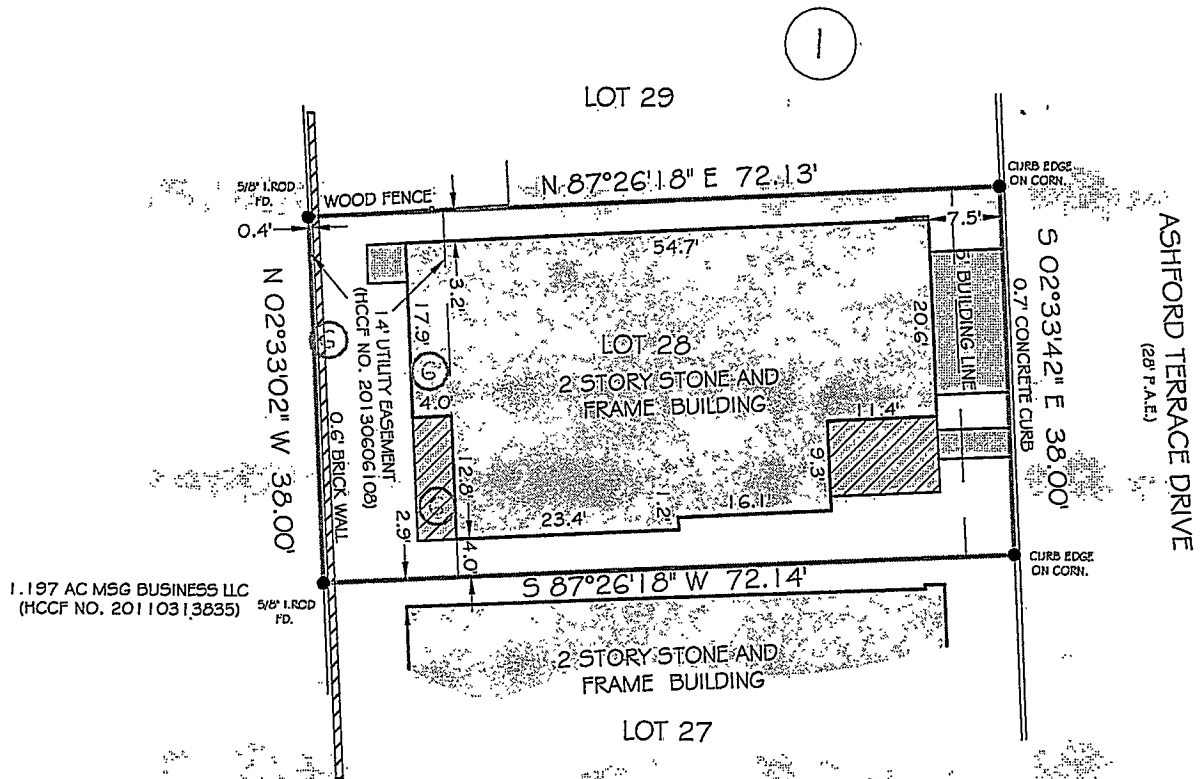 1
LOT 29
N 87°26'18" E 72.13'
CURB EDGE
ON CORN.
5/8" I.ROD
FD.
WOOD FENCE
0.4'
7.5'
54.7'
3.2'
5' BUILDING LINE
S 02°33'42" E 38.00'
0.7' CONCRETE CURB
ASHFORD TERRACE DRIVE
(28' P.A.E.)
N 02°33'02" W 38.00'
0.6' BRICK WALL
14' UTILITY EASEMENT
(HCCF NO. 20130606108)
17.9'
20.6'
LOT 28
2 STORY STONE AND
FRAME BUILDING
4.0
11.4'
9.3'
12.8'
1.2'
16.1'
23.4'
2.9'
4.0'
S 87°26'18" W 72.14'
CURB EDGE
ON CORN.
1.197 AC MSG BUSINESS LLC
(HCCF NO. 20110313835)
5/8" I.ROD
FD.
2 STORY STONE AND
FRAME BUILDING
LOT 27